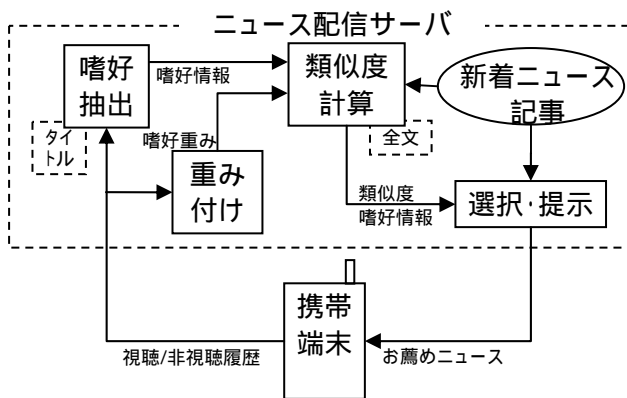 ニュース配信サーバ
嗜好
抽出
嗜好情報
類似度
計算
新着ニュース
記事
タイ
トル
嗜好重み
全文
重み
付け
類似度
嗜好情報
選択・提示
携帯
端末
視聴/非視聴履歴
お薦めニュース